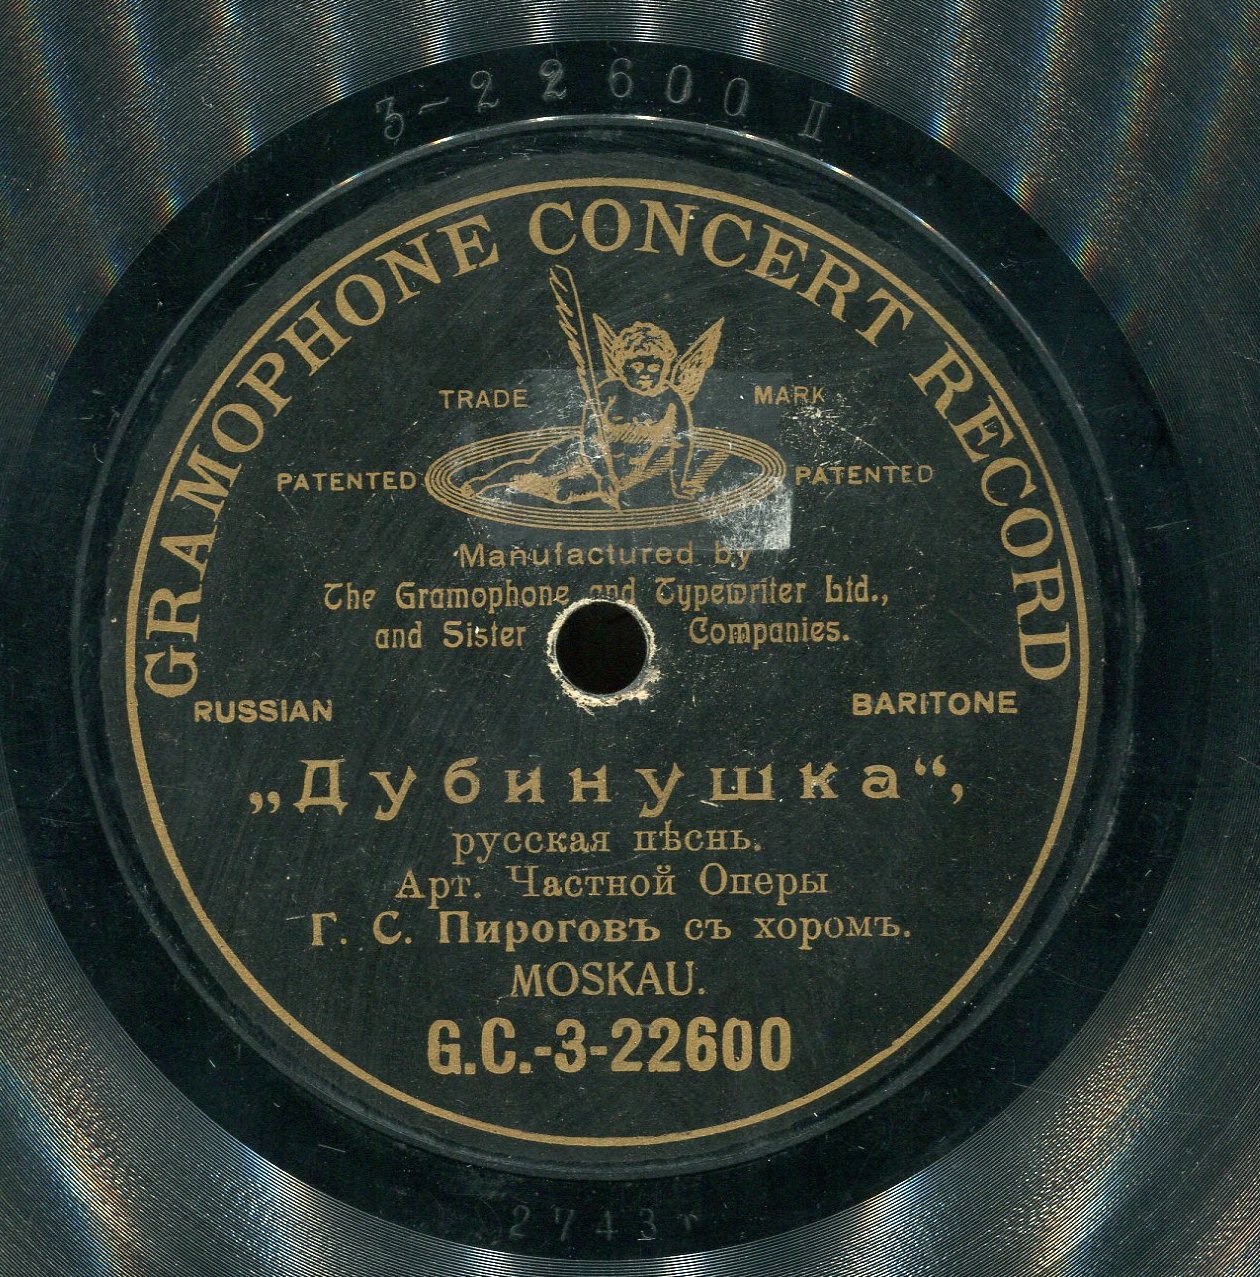 3-22600 II
GRAMOPHONE CONCERT RECORD
TRADE MARK
PATENTED PATENTED
Manufactured by
The Gramophone and Typewriter Ltd.,
and Sister Companies.
RUSSIAN BARITONE
„Дубинушка“,
русская пѣснь.
Арт. Частной Оперы
Г. С. Пироговъ съ хоромъ.
MOSKAU.
G.C.-3-22600
2743r